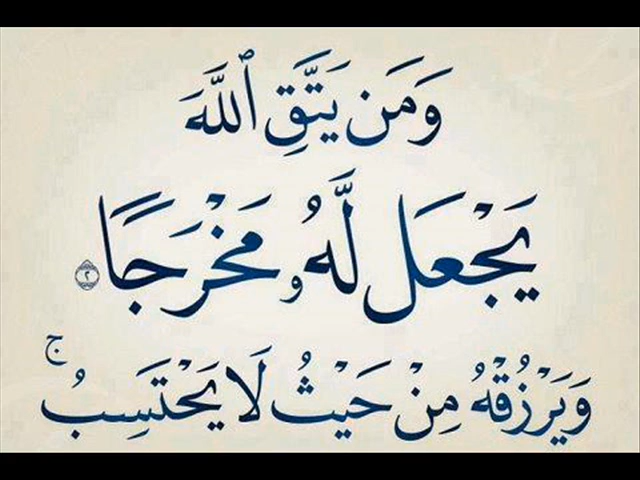 وَمَن يَتَّقِ ٱللَّهَ
يَجْعَل لَّهُۥ مَخْرَجًا ٢
وَيَرْزُقْهُ مِنْ حَيْثُ لَا يَحْتَسِبُ ۚ